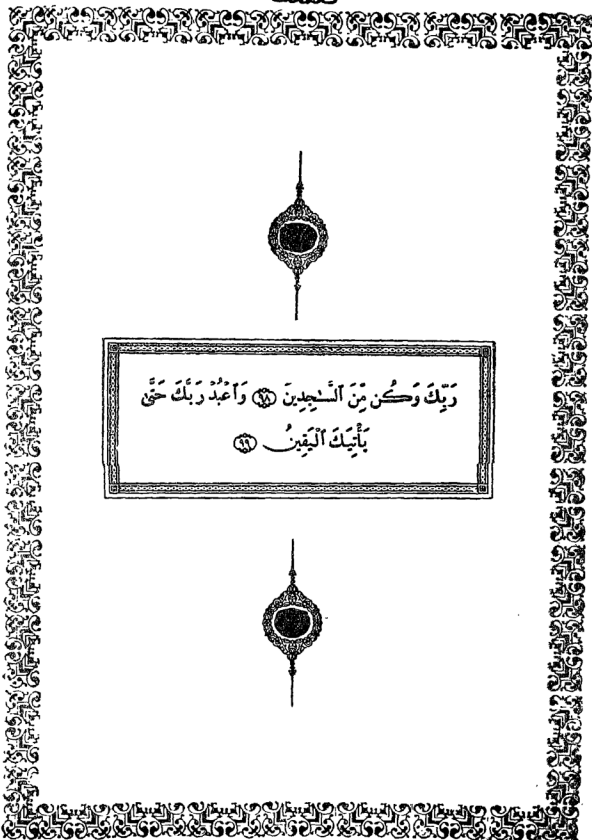 رَبِّكَ وَكُن مِّنَ ٱلسَّٰجِدِينَ ٩٨ وَٱعْبُدْ رَبَّكَ حَتَّىٰ
يَأْتِيَكَ ٱلْيَقِينُ ٩٩